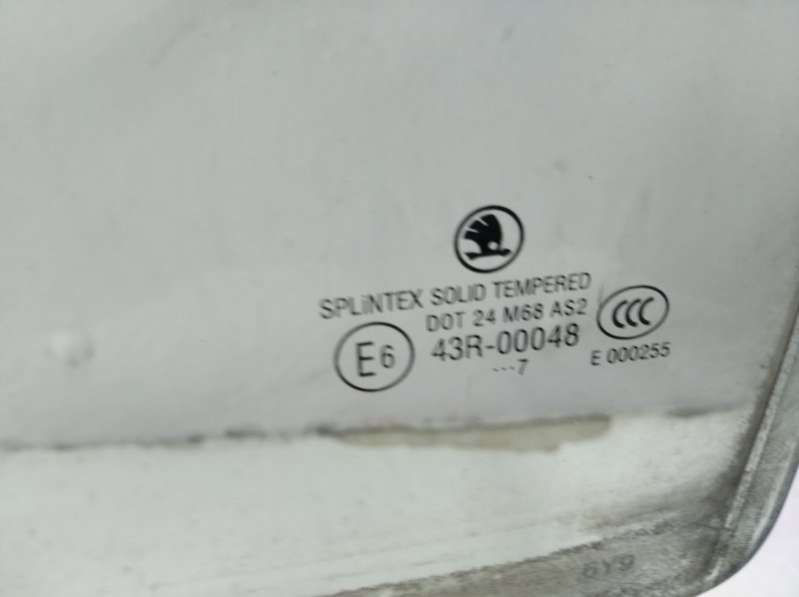 SPLiNTEX SOLID TEMPERED
DOT 24 M68 AS2
CCC
E6
43R-00048
E 000255
...7
6Y9